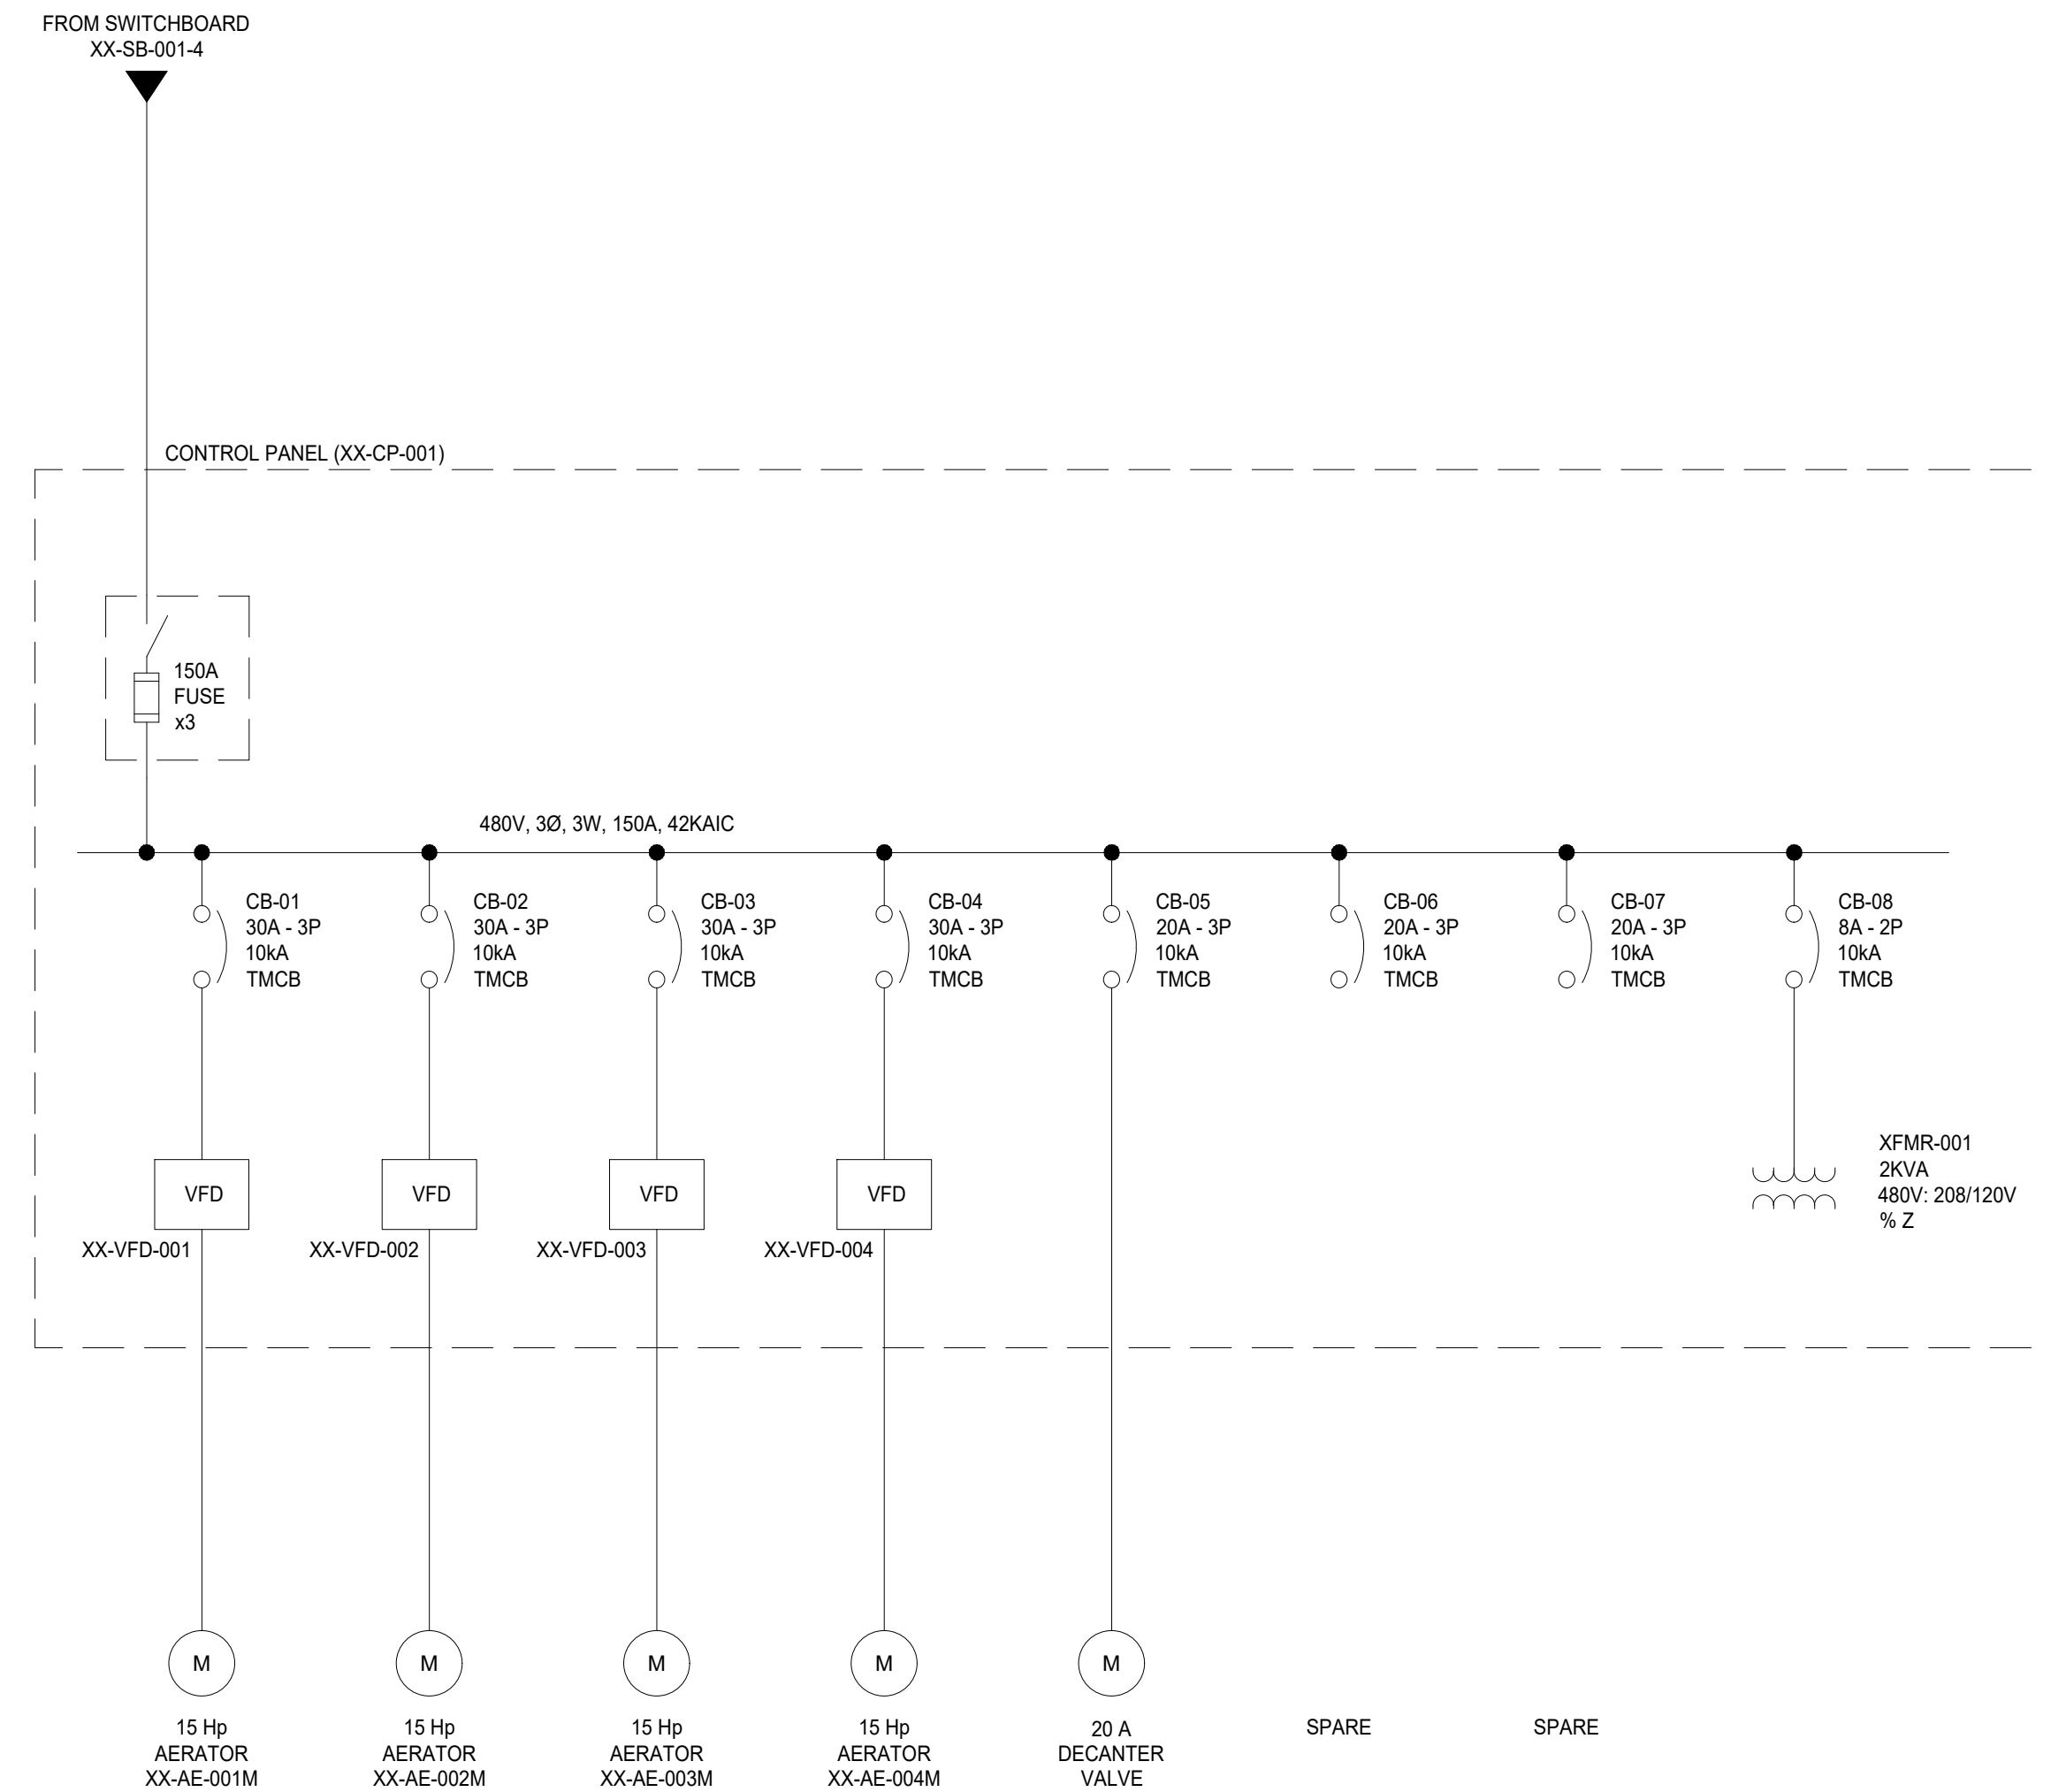 FROM SWITCHBOARD
XX-SB-001-4
CONTROL PANEL (XX-CP-001)
150A
FUSE
x3
480V, 3Ø, 3W, 150A, 42KAIC
CB-01
30A - 3P
10kA
TMCB
CB-02
30A - 3P
10kA
TMCB
CB-03
30A - 3P
10kA
TMCB
CB-04
30A - 3P
10kA
TMCB
CB-05
20A - 3P
10kA
TMCB
CB-06
20A - 3P
10kA
TMCB
CB-07
20A - 3P
10kA
TMCB
CB-08
8A - 2P
10kA
TMCB
VFD
XX-VFD-001
VFD
XX-VFD-002
VFD
XX-VFD-003
VFD
XX-VFD-004
XFMR-001
2KVA
480V: 208/120V
% Z
M
15 Hp
AERATOR
XX-AE-001M
M
15 Hp
AERATOR
XX-AE-002M
M
15 Hp
AERATOR
XX-AE-003M
M
15 Hp
AERATOR
XX-AE-004M
M
20 A
DECANTER
VALVE
SPARE
SPARE